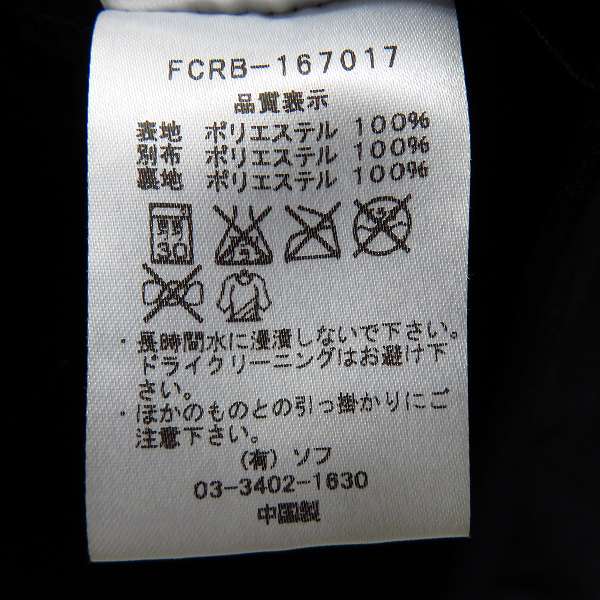 FCRB-167017
品質表示
表地 ポリエステル 100%
別布 ポリエステル 100%
裏地 ポリエステル 100%
弱
30
・長時間水に浸漬しないで下さい。
ドライクリーニングはお避け下
さい。
・ほかのものとの引っ掛かりにご
注意下さい。
(有) ソフ
03-3402-1630
中国製